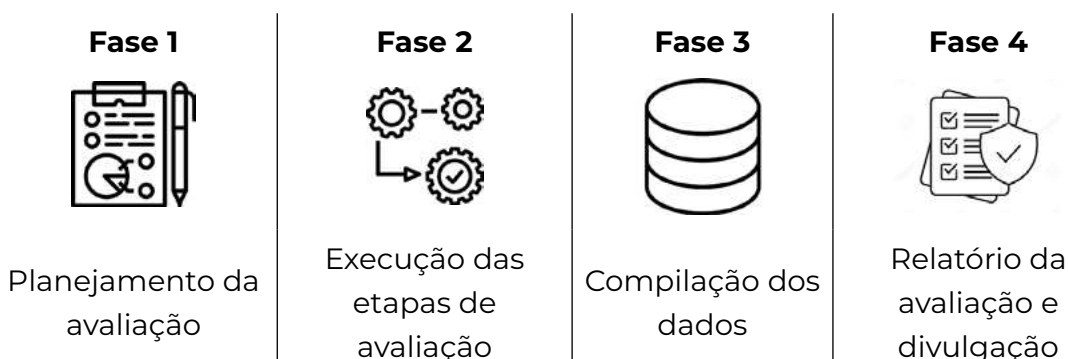 Fase 1
Planejamento da
avaliação
Fase 2
Execução das
etapas de
avaliação
Fase 3
Compilação dos
dados
Fase 4
Relatório da
avaliação e
divulgação